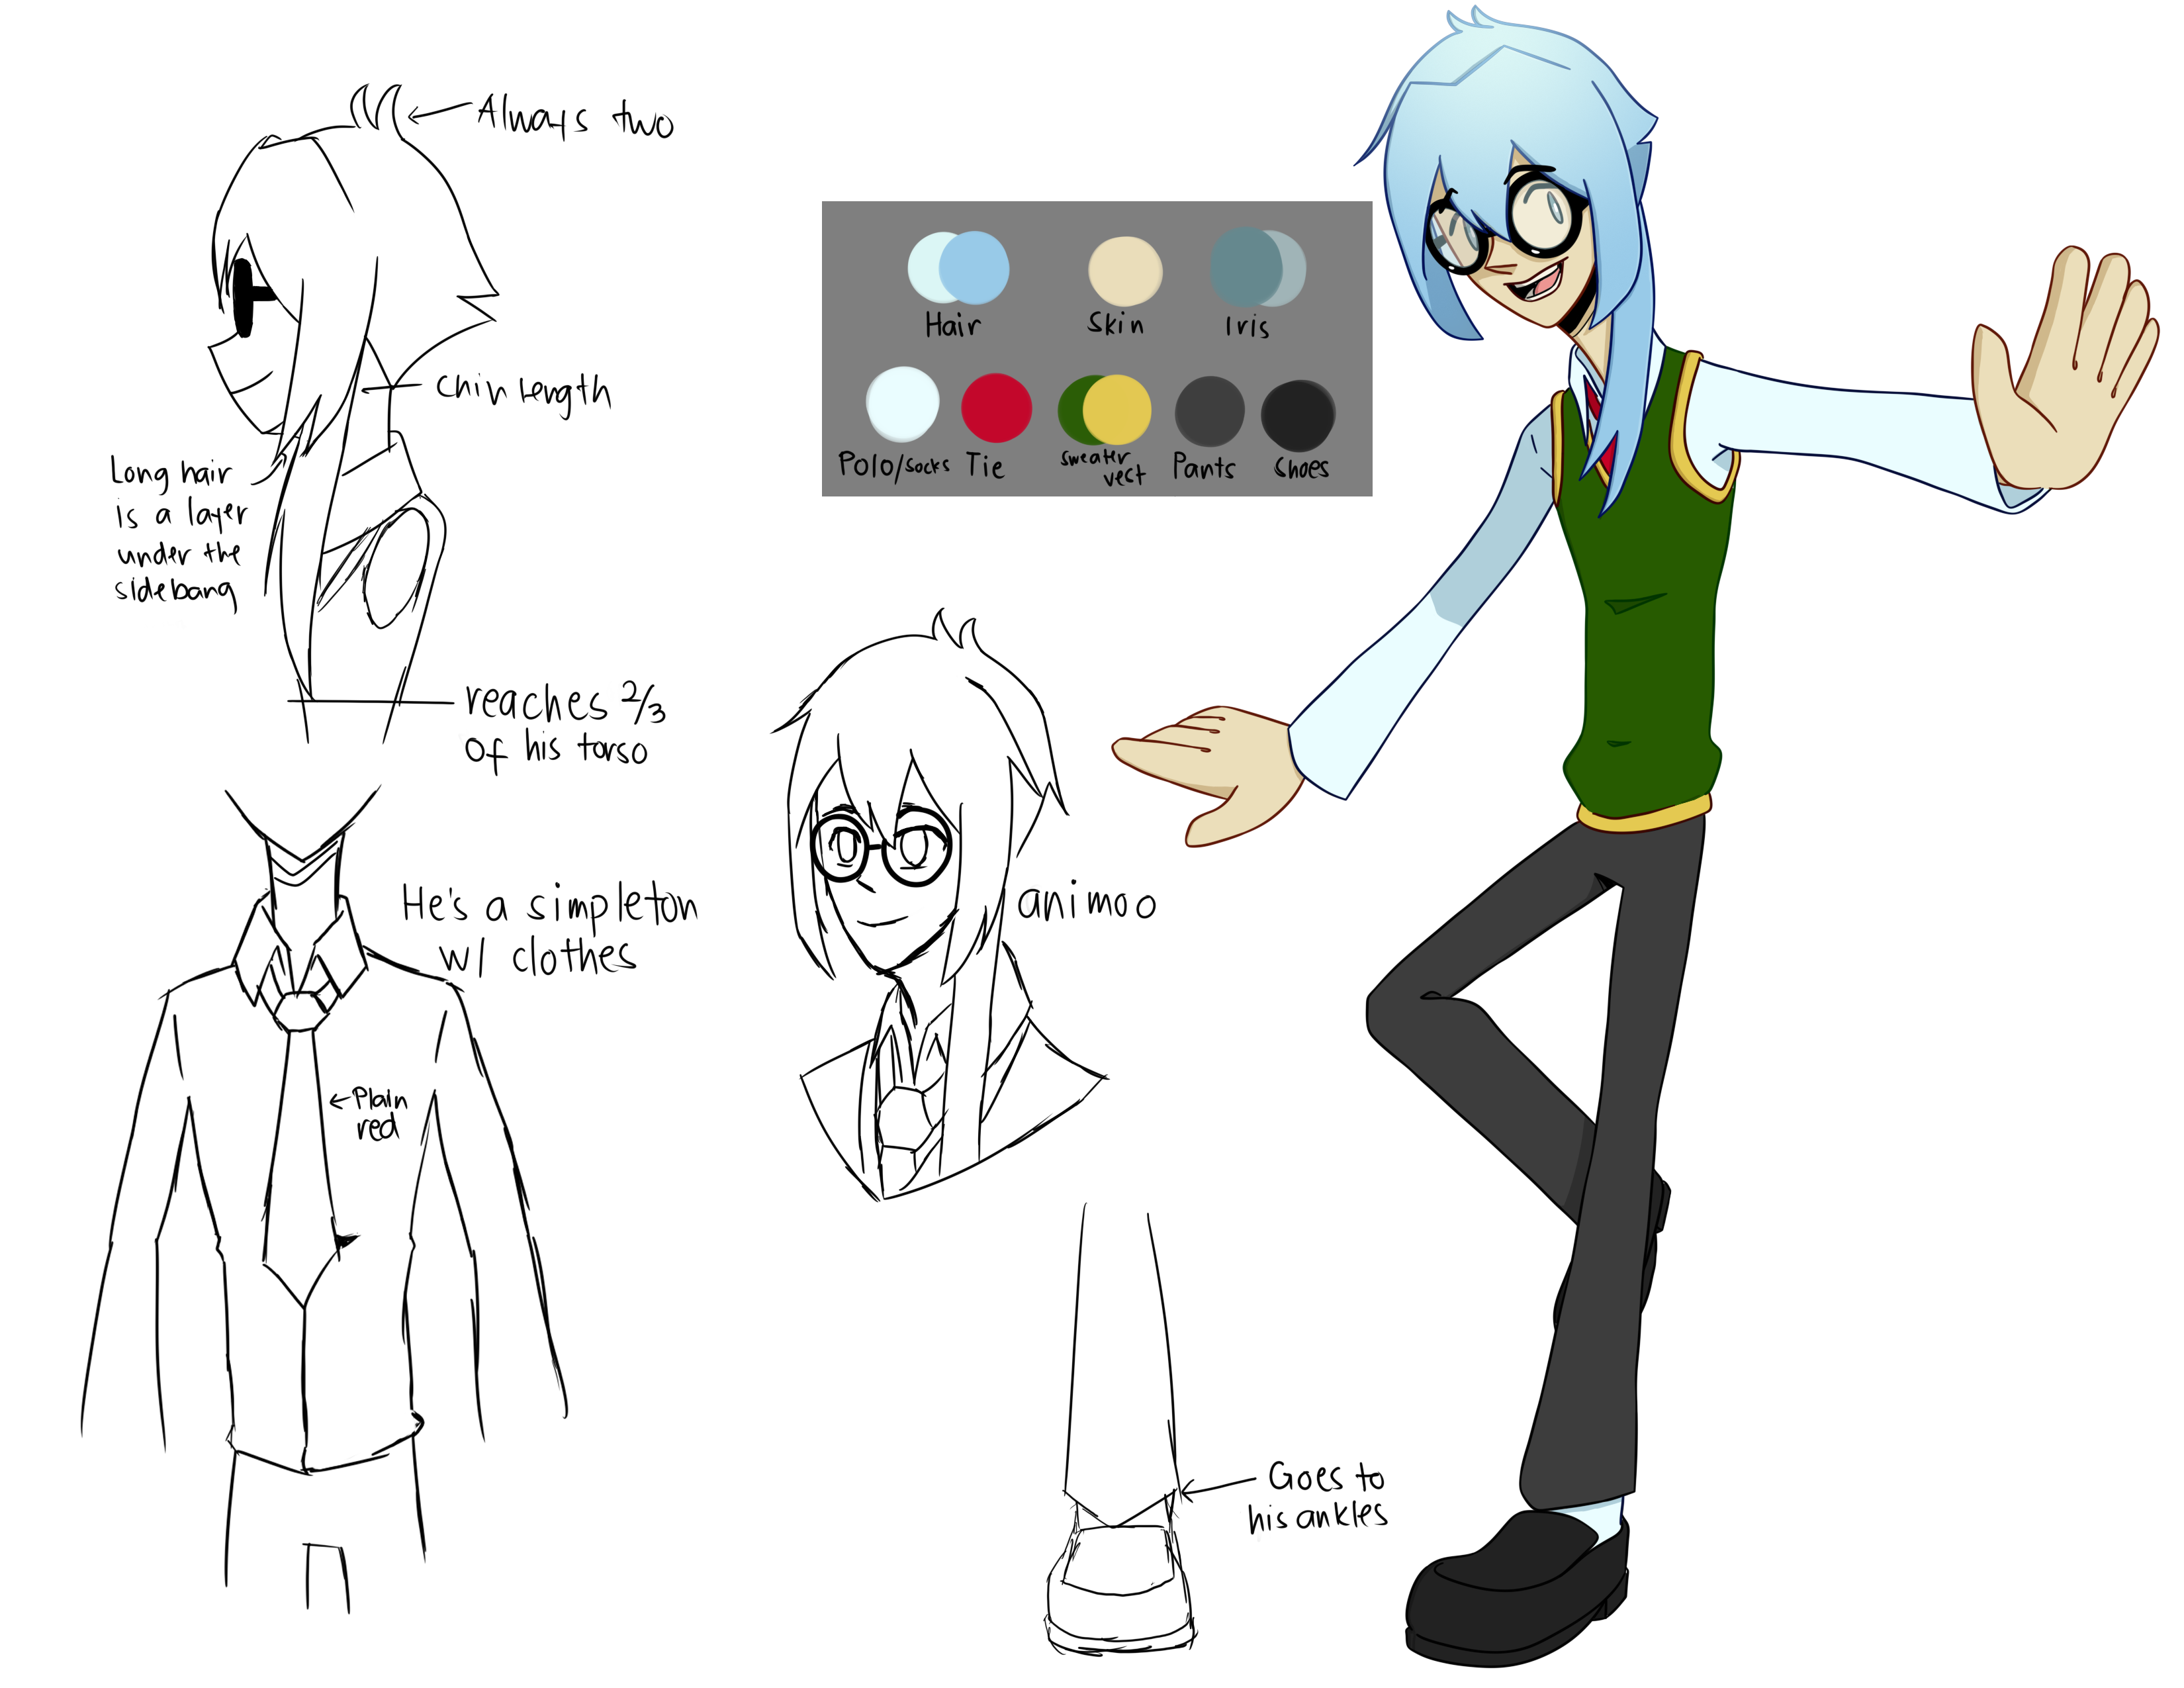 Always two
Chin Length
Long hair
is a layer
under the
sidebang
reaches 2/3
of his torso
Hair
Skin
Iris
Polo/socks
Tie
Sweater
vest
Pants
Shoes
He's a simpleton
w/ clothes
Plain
red
animoo
Goes to
his ankles